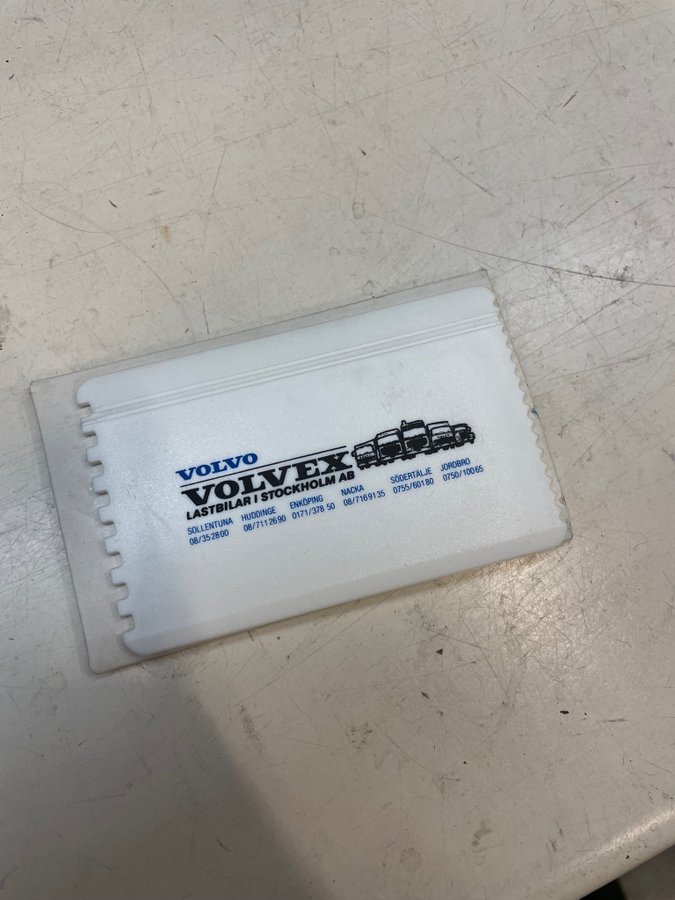 VOLVO
VOLVEX
LASTBILAR I STOCKHOLM AB
SOLLENTUNA HUDDINGE ENKÖPING NACKA SÖDERTÄLJE JORDBRO
08/35 28 00 08/711 26 90 0171/378 50 08/716 91 35 0755/601 80 0750/100 65